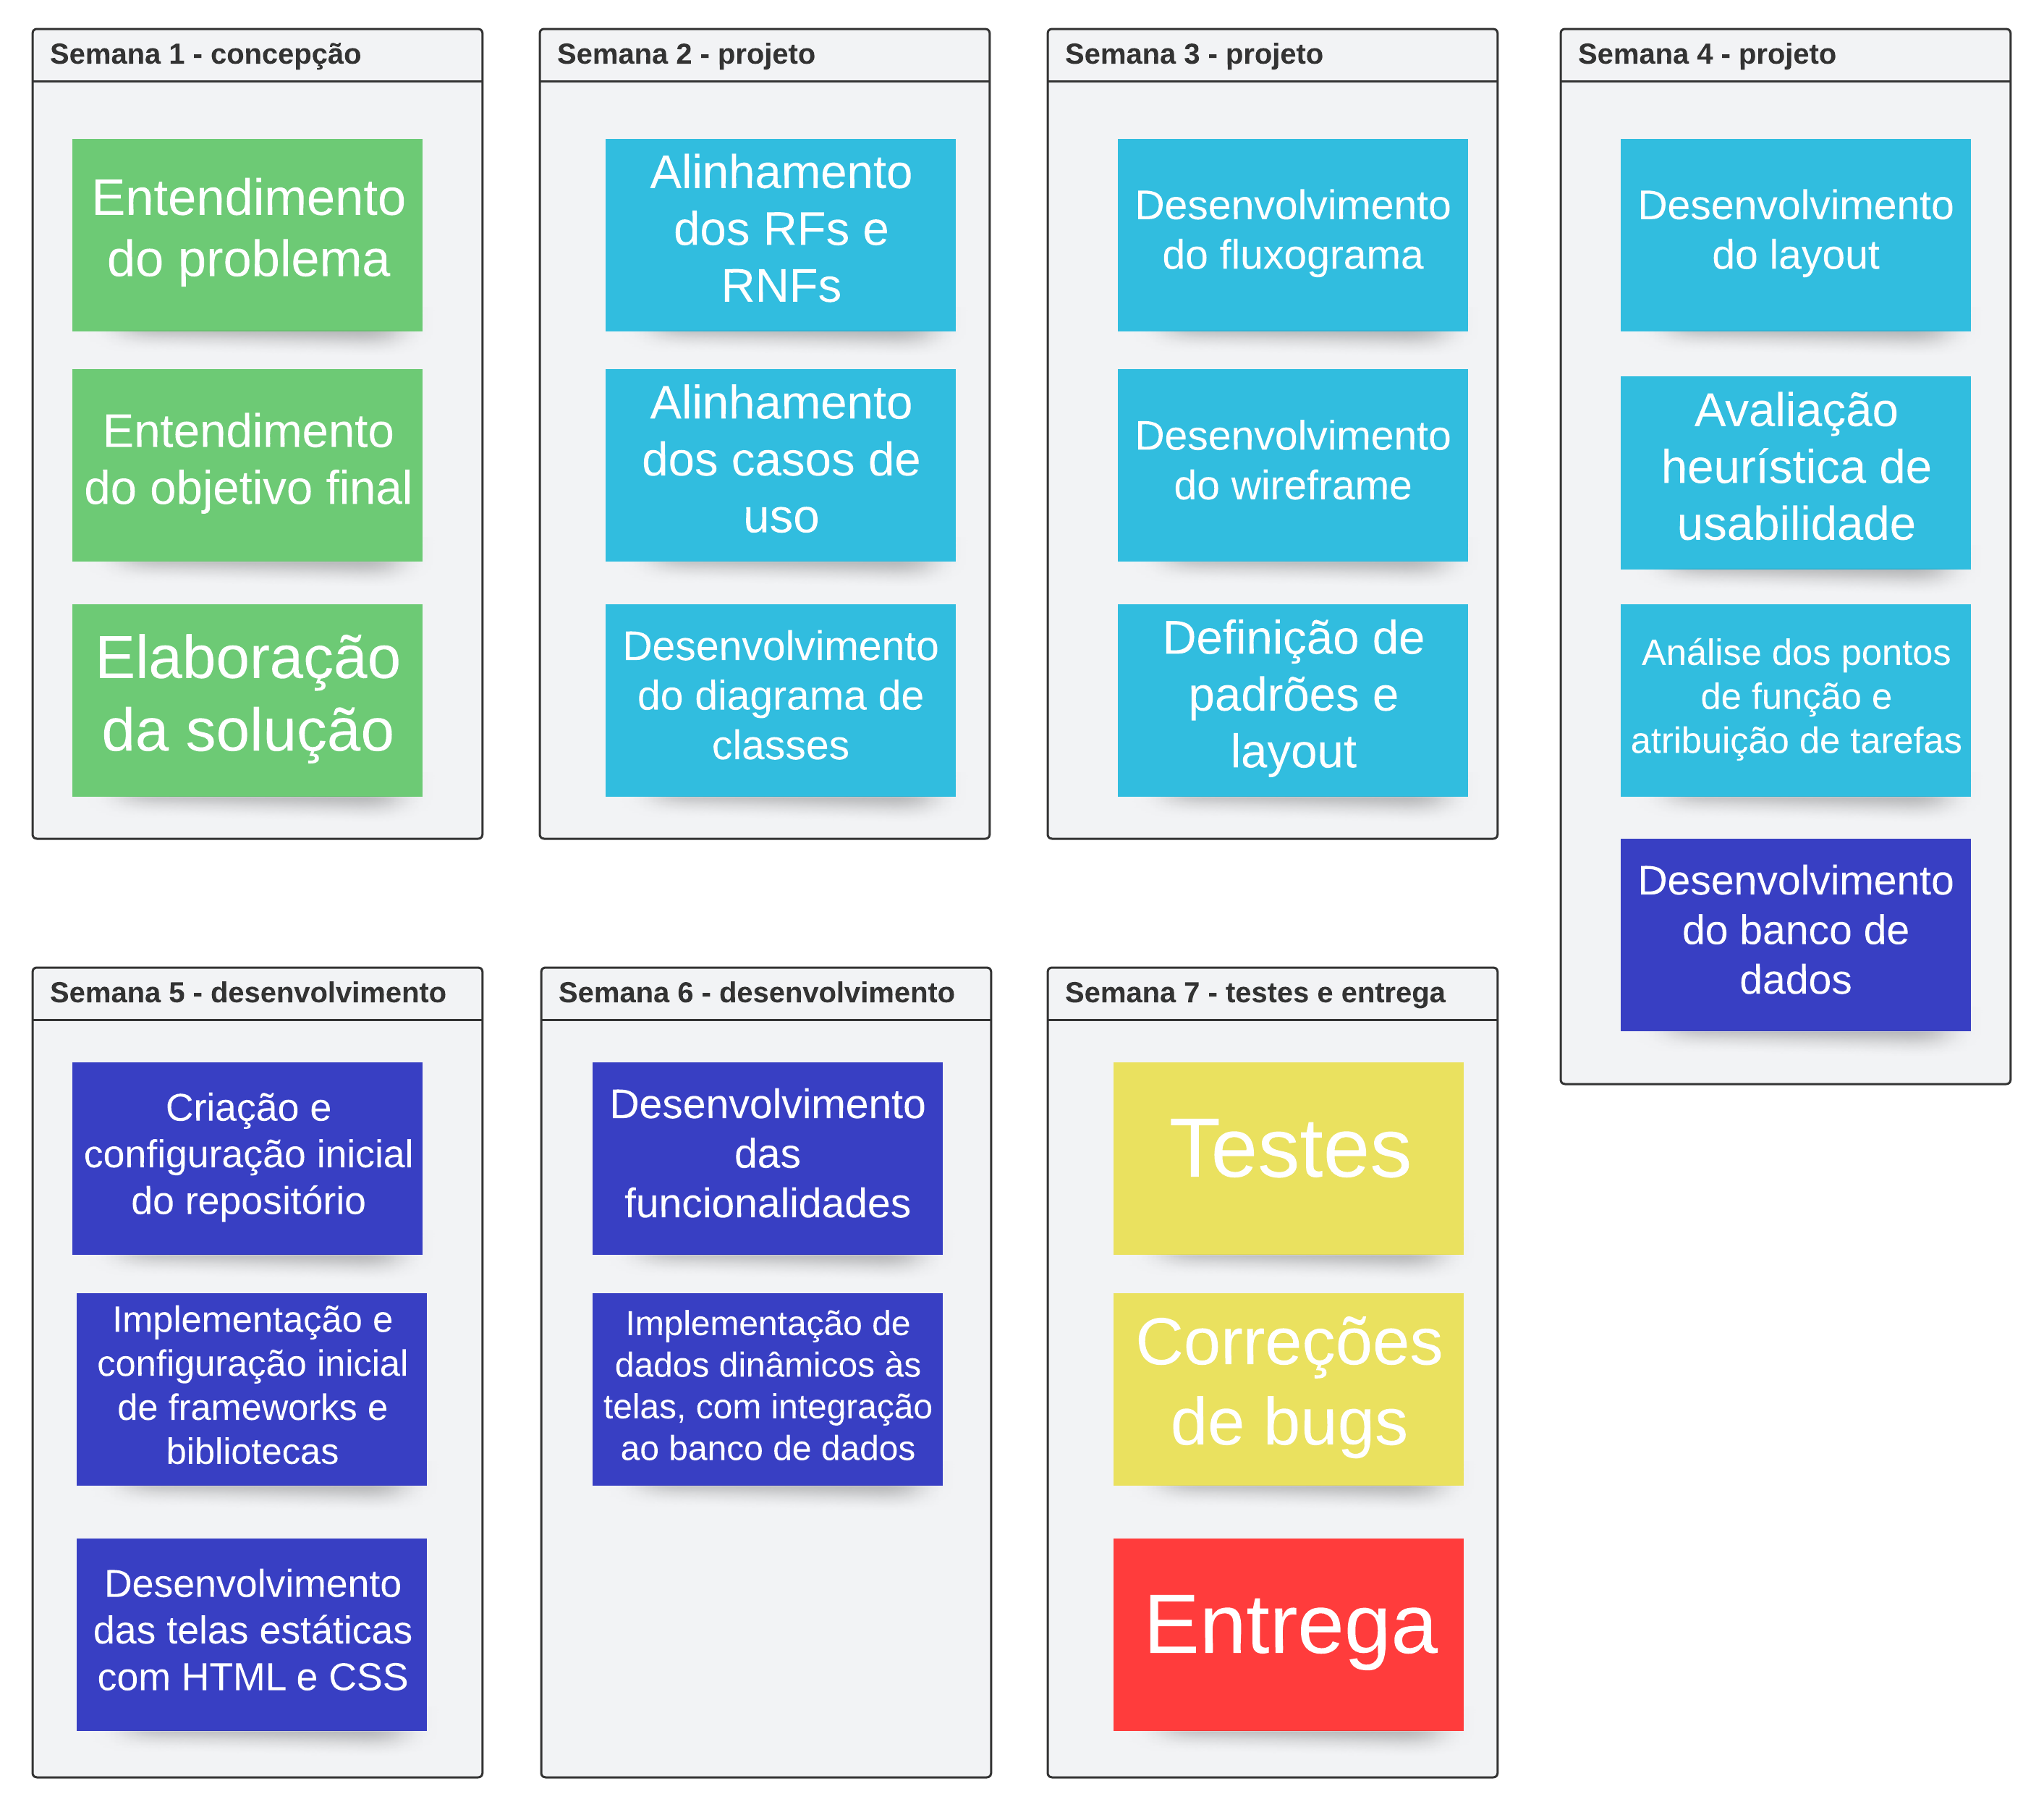 Semana 1 - concepção
Entendimento
do problema
Entendimento
do objetivo final
Elaboração
da solução
Semana 2 - projeto
Alinhamento
dos RFs e
RNFs
Alinhamento
dos casos de
uso
Desenvolvimento
do diagrama de
classes
Semana 3 - projeto
Desenvolvimento
do fluxograma
Desenvolvimento
do wireframe
Definição de
padrões e
layout
Semana 4 - projeto
Desenvolvimento
do layout
Avaliação
heurística de
usabilidade
Análise dos pontos
de função e
atribuição de tarefas
Desenvolvimento
do banco de
dados
Semana 5 - desenvolvimento
Criação e
configuração inicial
do repositório
Implementação e
configuração inicial
de frameworks e
bibliotecas
Desenvolvimento
das telas estáticas
com HTML e CSS
Semana 6 - desenvolvimento
Desenvolvimento
das
funcionalidades
Implementação de
dados dinâmicos às
telas, com integração
ao banco de dados
Semana 7 - testes e entrega
Testes
Correções
de bugs
Entrega